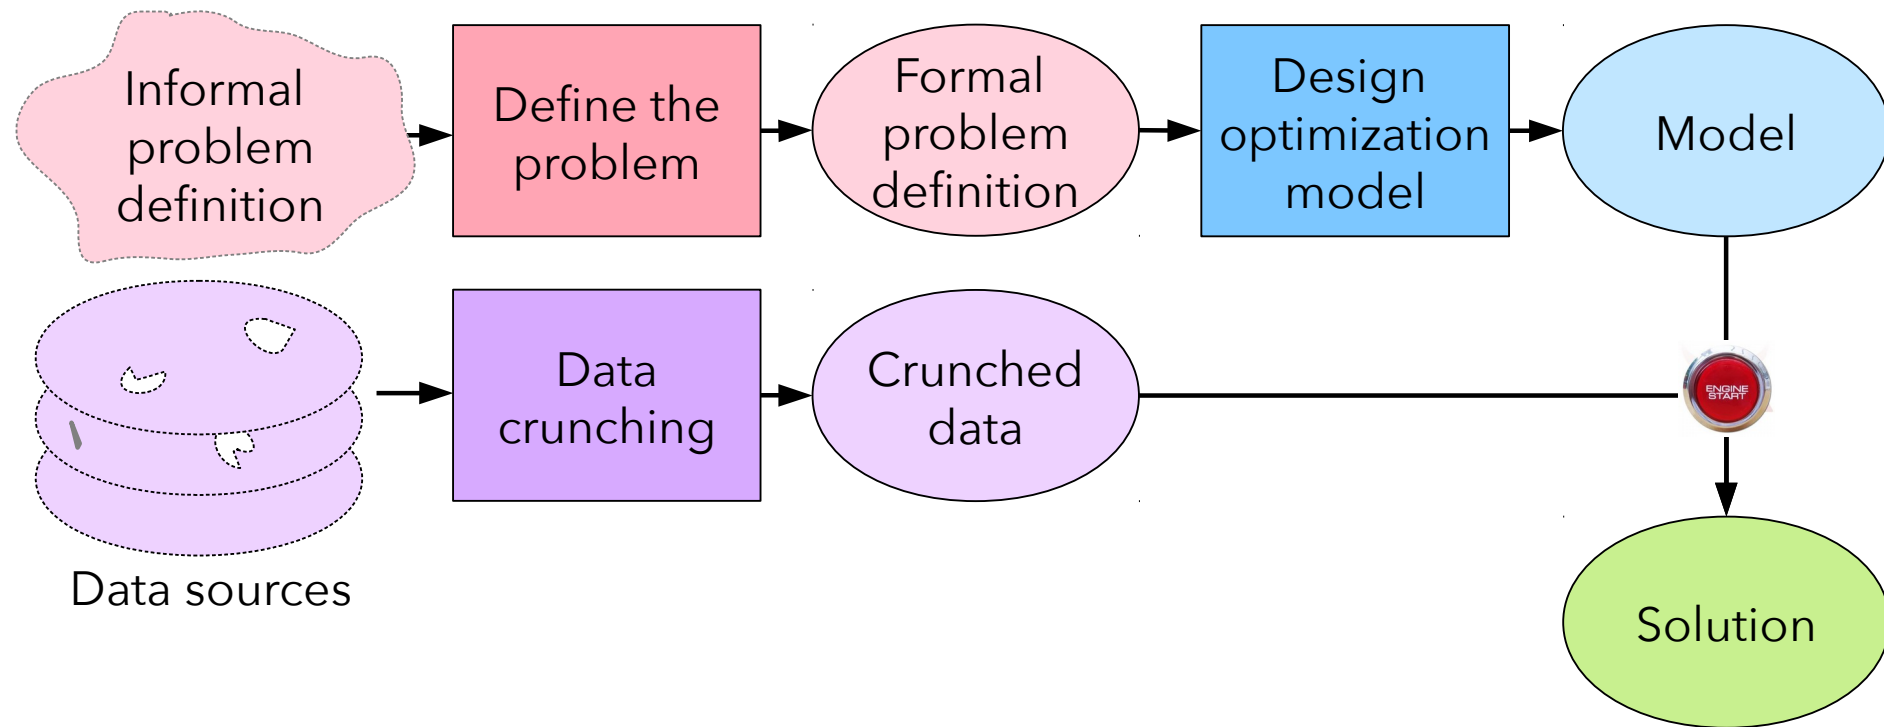 Informal
problem
definition
Define the
problem
Formal
problem
definition
Design
optimization
model
Model
Data sources
Data
crunching
Crunched
data
ENGINE
START
Solution